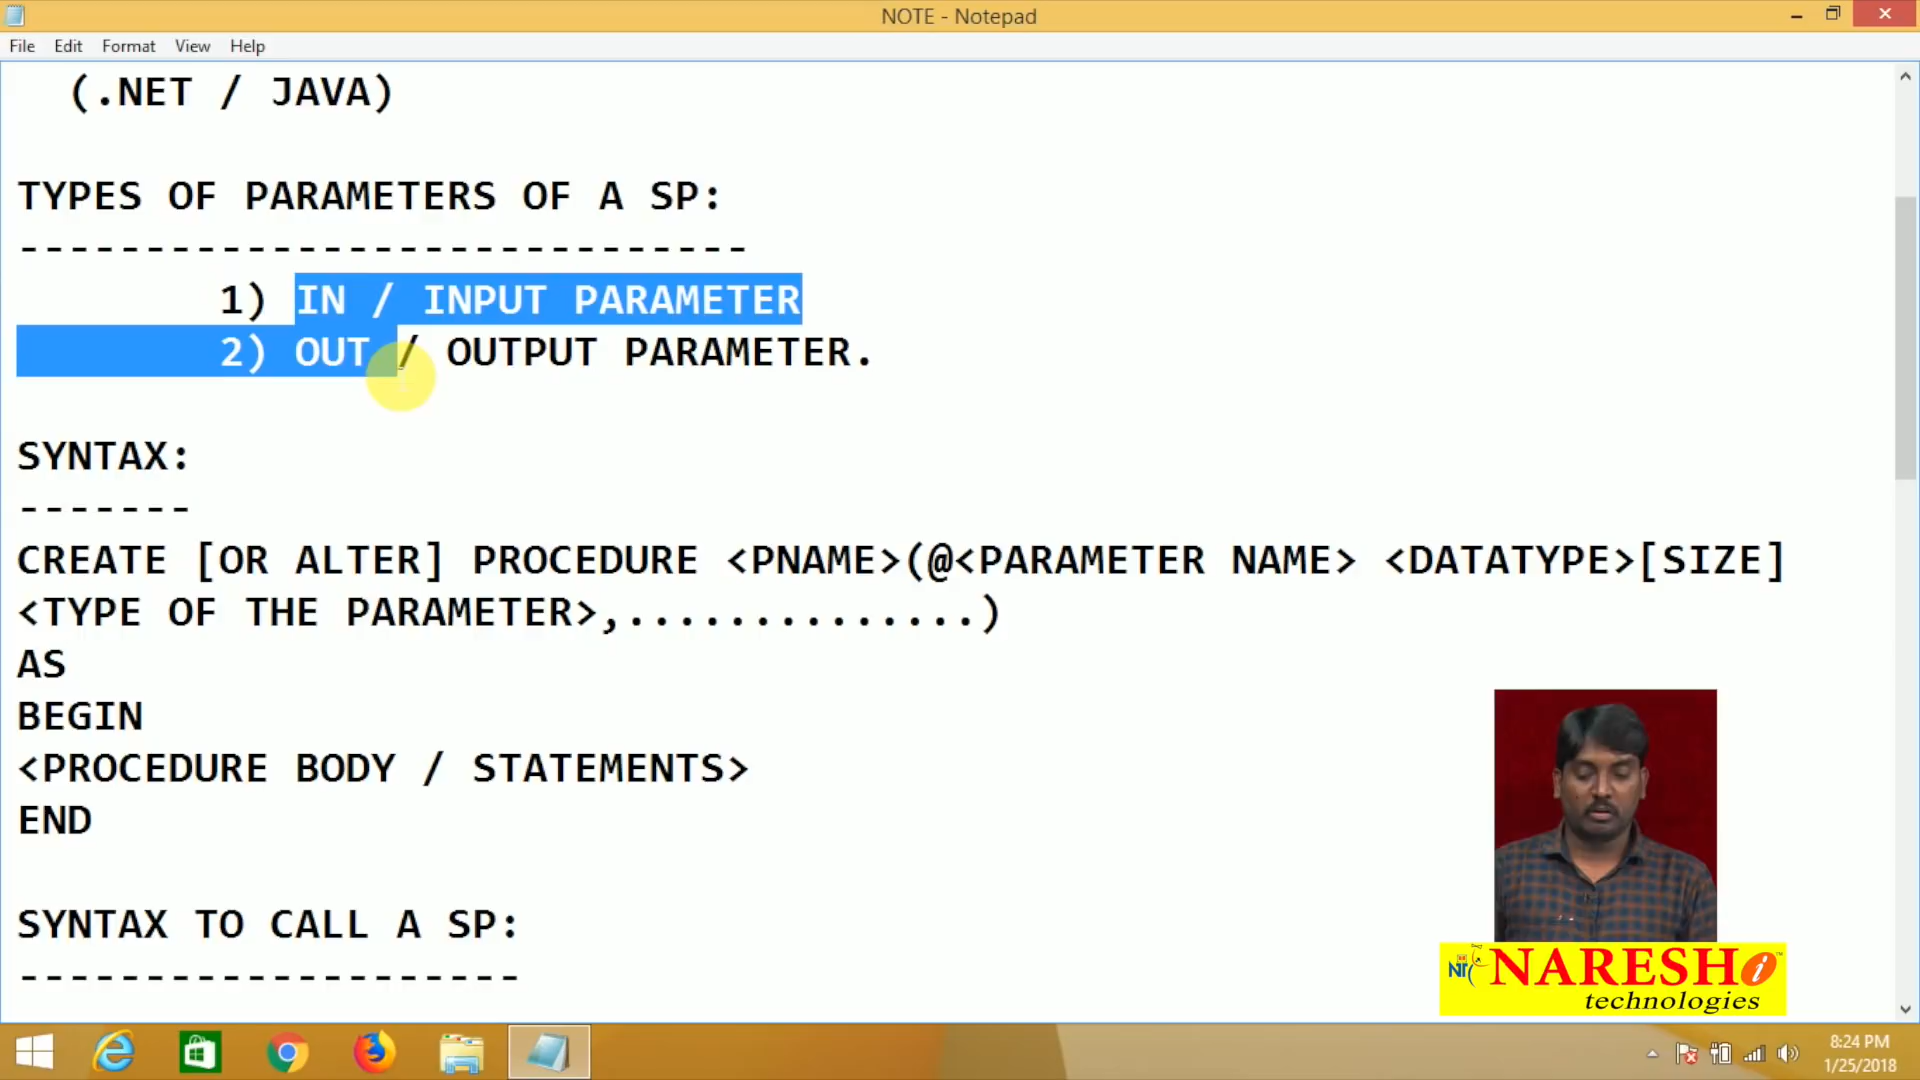 NOTE - Notepad
File Edit Format View Help
(.NET / JAVA)
TYPES OF PARAMETERS OF A SP:
-----------------------------
1) IN / INPUT PARAMETER
2) OUT / OUTPUT PARAMETER.
SYNTAX:
-------
CREATE [OR ALTER] PROCEDURE <PNAME>(@<PARAMETER NAME> <DATATYPE>[SIZE]
<TYPE OF THE PARAMETER>,..............)
AS
BEGIN
<PROCEDURE BODY / STATEMENTS>
END
SYNTAX TO CALL A SP:
--------------------
NARESH i
technologies
8:24 PM
1/25/2018